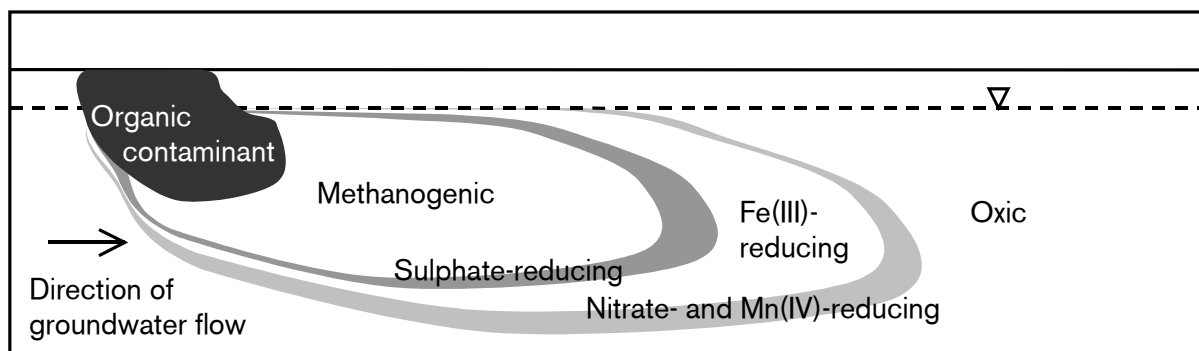 Organic
contaminant
Methanogenic
Fe(III)-
reducing
Oxic
Sulphate-reducing
Direction of
groundwater flow
Nitrate- and Mn(IV)-reducing